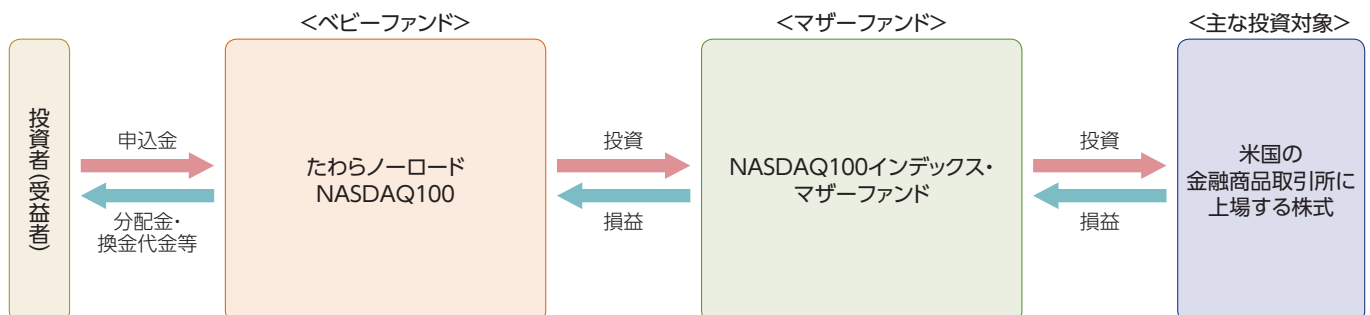 <ベビーファンド>
<マザーファンド>
<主な投資対象>
投資者(受益者)
申込金
分配金・
換金代金等
たわらノーロード
NASDAQ100
投資
損益
NASDAQ100インデックス・
マザーファンド
投資
損益
米国の
金融商品取引所に
上場する株式